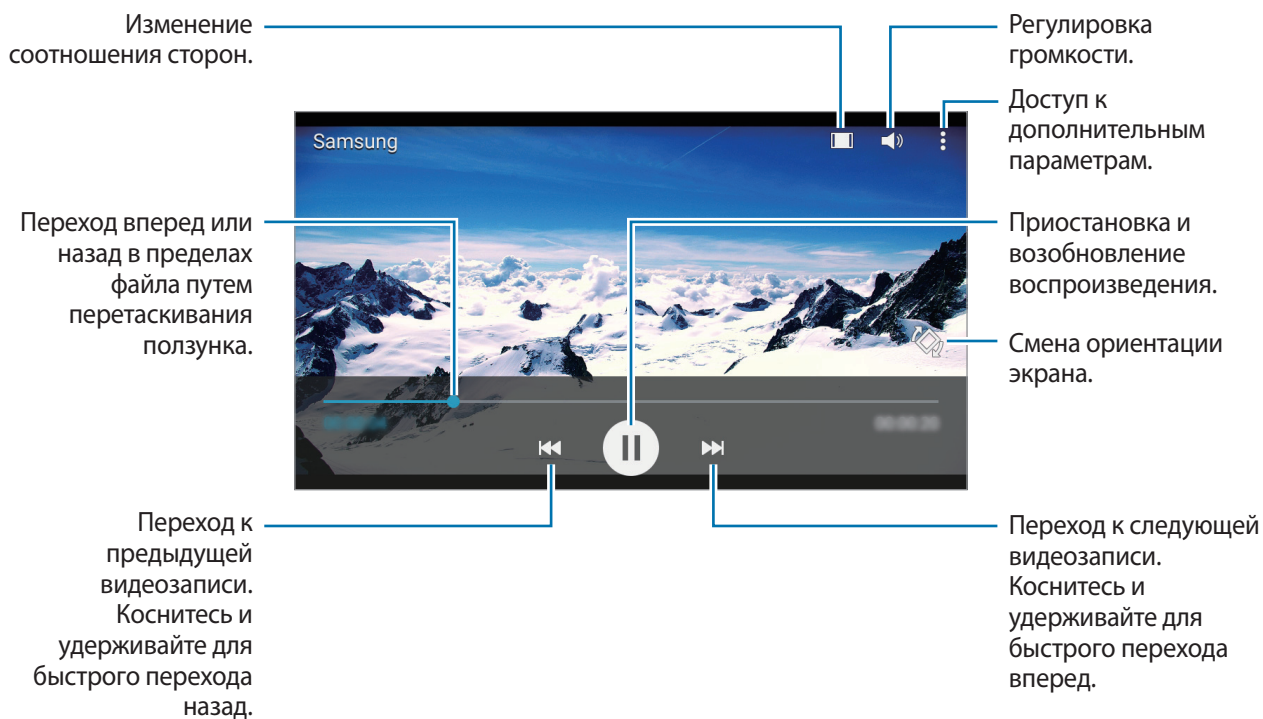 Изменение
соотношения сторон.
Регулировка
громкости.
Доступ к
дополнительным
параметрам.
Samsung
Переход вперед или
назад в пределах
файла путем
перетаскивания
ползунка.
Приостановка и
возобновление
воспроизведения.
Смена ориентации
экрана.
Переход к
предыдущей
видеозаписи.
Коснитесь и
удерживайте для
быстрого перехода
назад.
Переход к следующей
видеозаписи.
Коснитесь и
удерживайте для
быстрого перехода
вперед.